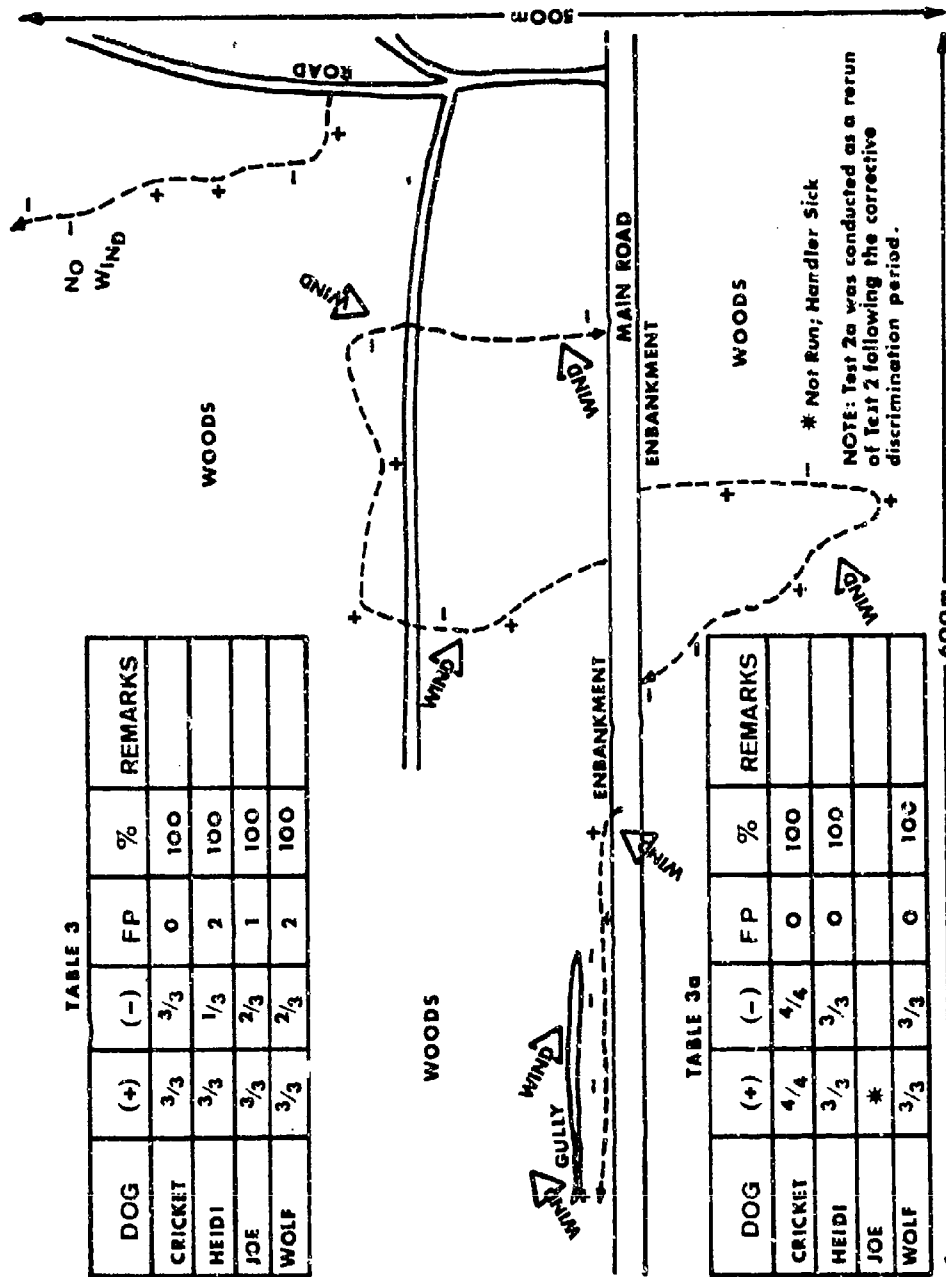 TABLE 3
DOG (+) (-) FP % REMARKS
CRICKET 3/3 3/3 0 100
HEIDI 3/3 1/3 2 100
JOE 3/3 2/3 1 100
WOLF 3/3 2/3 2 100
WOODS
WOODS
NO
WIND
ROAD
500m
WIND
WIND
WIND
GULLY
WIND
WIND
ENBANKMENT
WIND
WIND
MAIN ROAD
ENBANKMENT
WOODS
WIND
TABLE 3a
DOG (+) (-) FP % REMARKS
CRICKET 4/4 4/4 0 100
HEIDI 3/3 3/3 0 100
JOE *
WOLF 3/3 3/3 0 100
* Not Run; Handler Sick
NOTE: Test 2a was conducted as a rerun
of Test 2 following the corrective
discrimination period.
600m